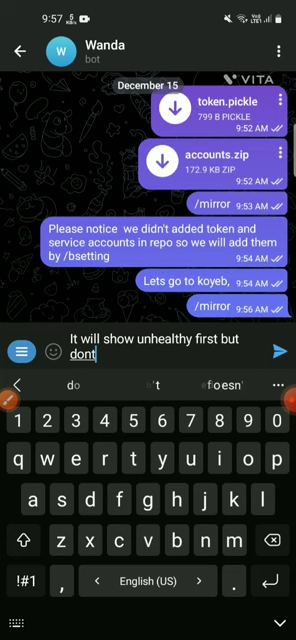 9:57
5
KB/s
LTE1
W
Wanda
bot
VITA
December 15
token.pickle
799 B PICKLE
9:52 AM
accounts.zip
172.9 KB ZIP
9:52 AM
/mirror 9:53 AM
Please notice we didn't added token and
service accounts in repo so we will add them
by /bsetting 9:54 AM
Lets go to koyeb, 9:54 AM
/mirror 9:56 AM
It will show unhealthy first but
dont
do 't
1 2 3 4 5 6 7 8 9 0
q w e r t y u i o p
a s d f g h j k l
z x c v b n m
!#1 , < English (US) > .